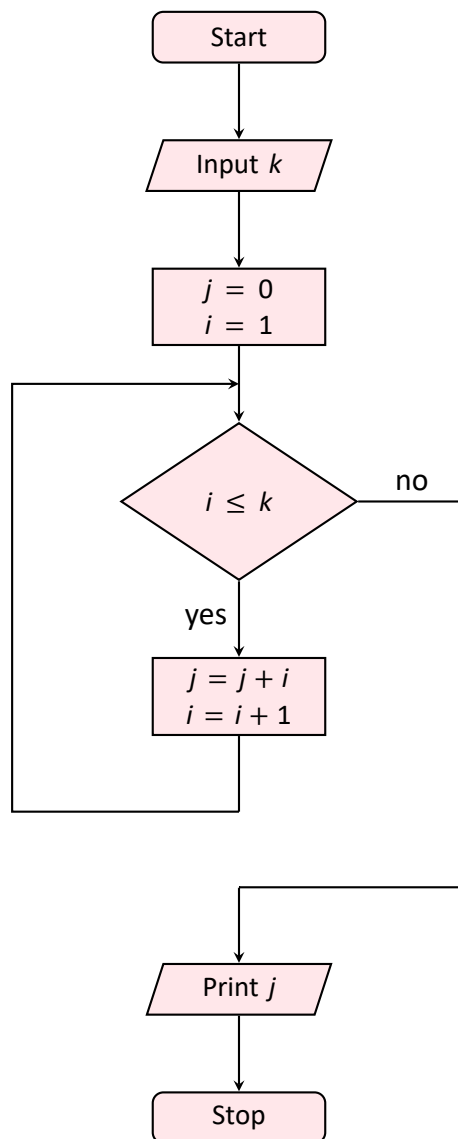 Start
Input k
j = 0
i = 1
i ≤ k
no
yes
j = j + i
i = i + 1
Print j
Stop